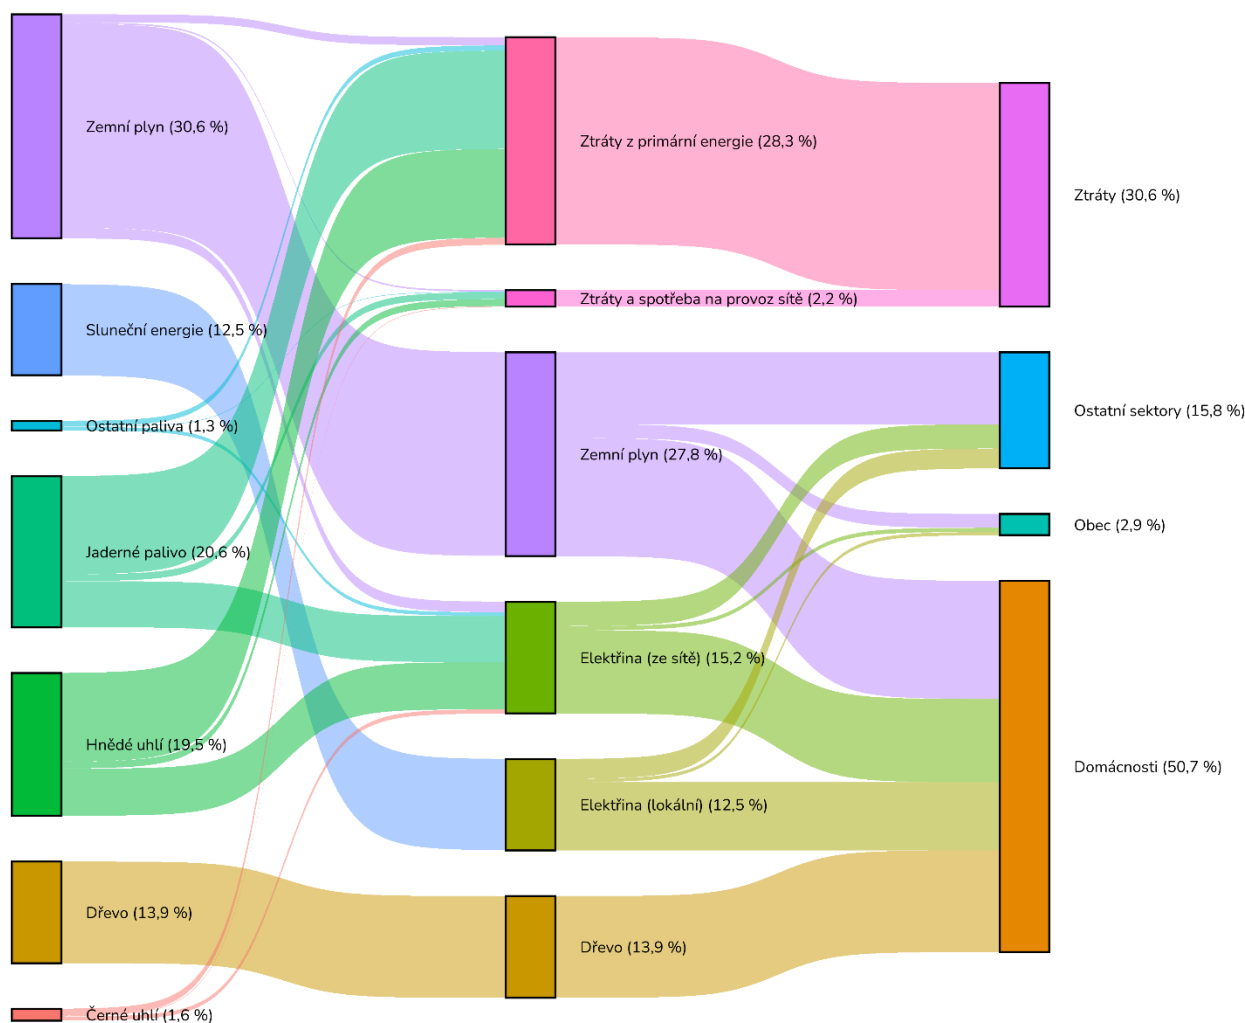 Zemní plyn (30,6 %)
Sluneční energie (12,5 %)
Ostatní paliva (1,3 %)
Jaderné palivo (20,6 %)
Hnědé uhlí (19,5 %)
Dřevo (13,9 %)
Černé uhlí (1,6 %)
Ztráty z primární energie (28,3 %)
Ztráty a spotřeba na provoz sítě (2,2 %)
Zemní plyn (27,8 %)
Elektřina (ze sítě) (15,2 %)
Elektřina (lokální) (12,5 %)
Dřevo (13,9 %)
Ztráty (30,6 %)
Ostatní sektory (15,8 %)
Obec (2,9 %)
Domácnosti (50,7 %)